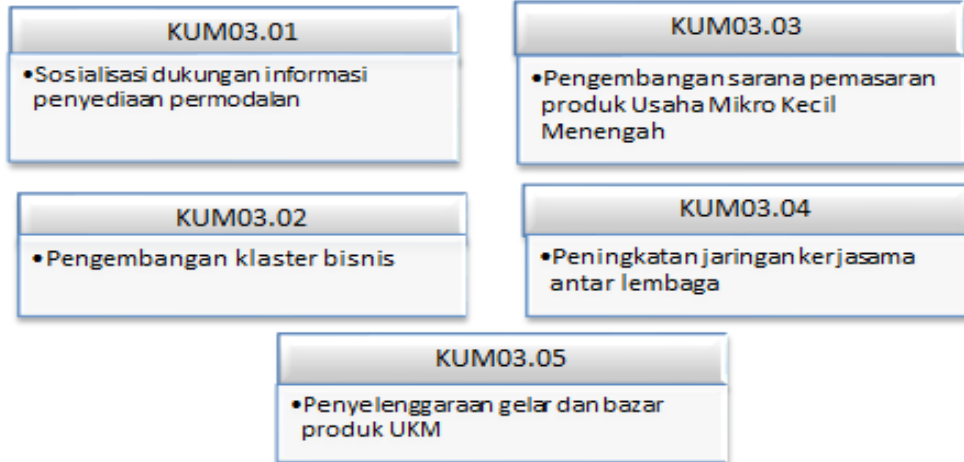 KUM03.01
•Sosialisasi dukungan informasi
penyediaan permodalan
KUM03.03
•Pengembangan sarana pemasaran
produk Usaha Mikro Kecil
Menengah
KUM03.02
•Pengembangan klaster bisnis
KUM03.04
•Peningkatan jaringan kerjasama
antar lembaga
KUM03.05
•Penyelenggaraan gelar dan bazar
produk UKM